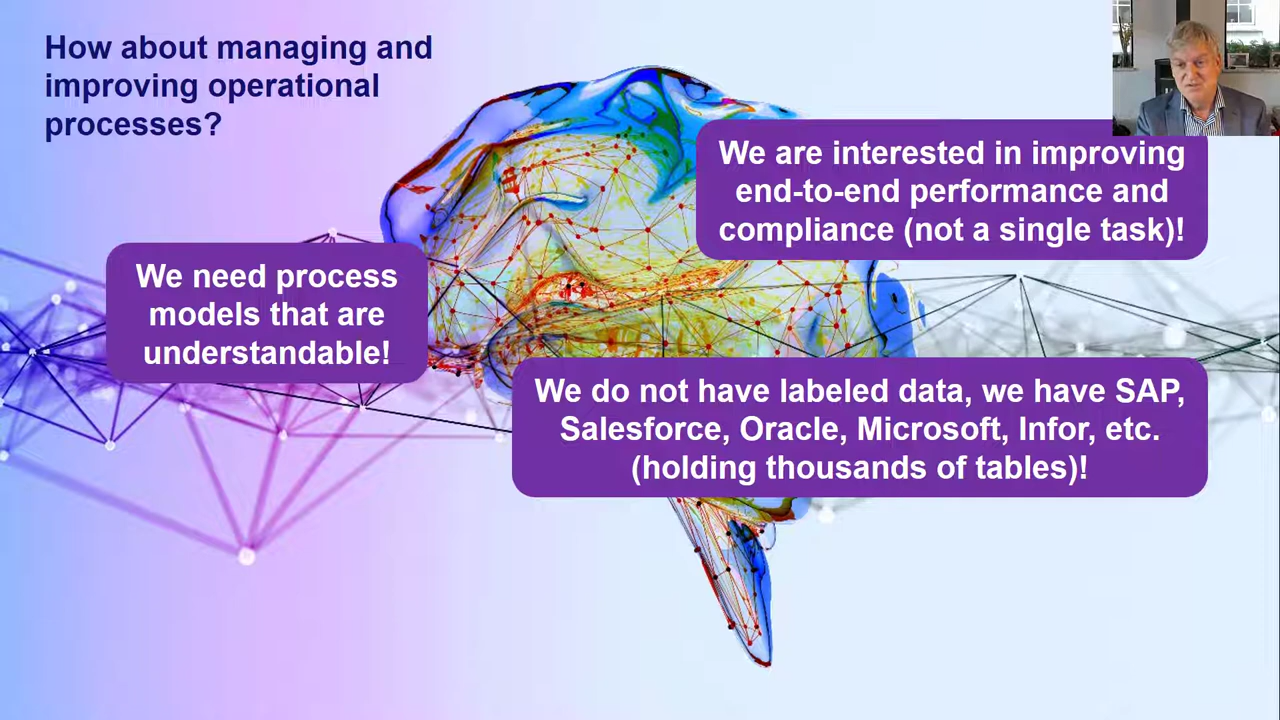 How about managing and
improving operational
processes?
We are interested in improving
end-to-end performance and
compliance (not a single task)!
We need process
models that are
understandable!
We do not have labeled data, we have SAP,
Salesforce, Oracle, Microsoft, Infor, etc.
(holding thousands of tables)!